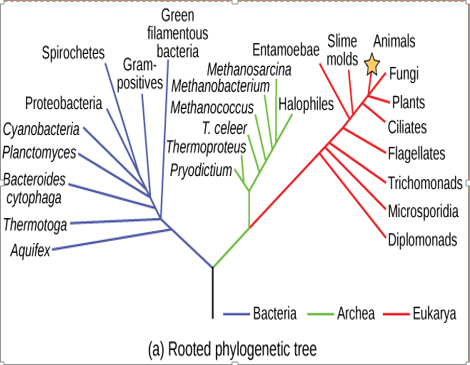 Green
filamentous
bacteria
Spirochetes
Gram-
positives
Entamoebae
Slime
molds
Animals
Methanosarcina
Methanobacterium
Fungi
Proteobacteria
Methanococcus
Halophiles
Plants
Cyanobacteria
T. celeer
Ciliates
Planctomyces
Thermoproteus
Flagellates
Pryodictium
Bacteroides
cytophaga
Trichomonads
Thermotoga
Microsporidia
Aquifex
Diplomonads
Bacteria
Archea
Eukarya
(a) Rooted phylogenetic tree